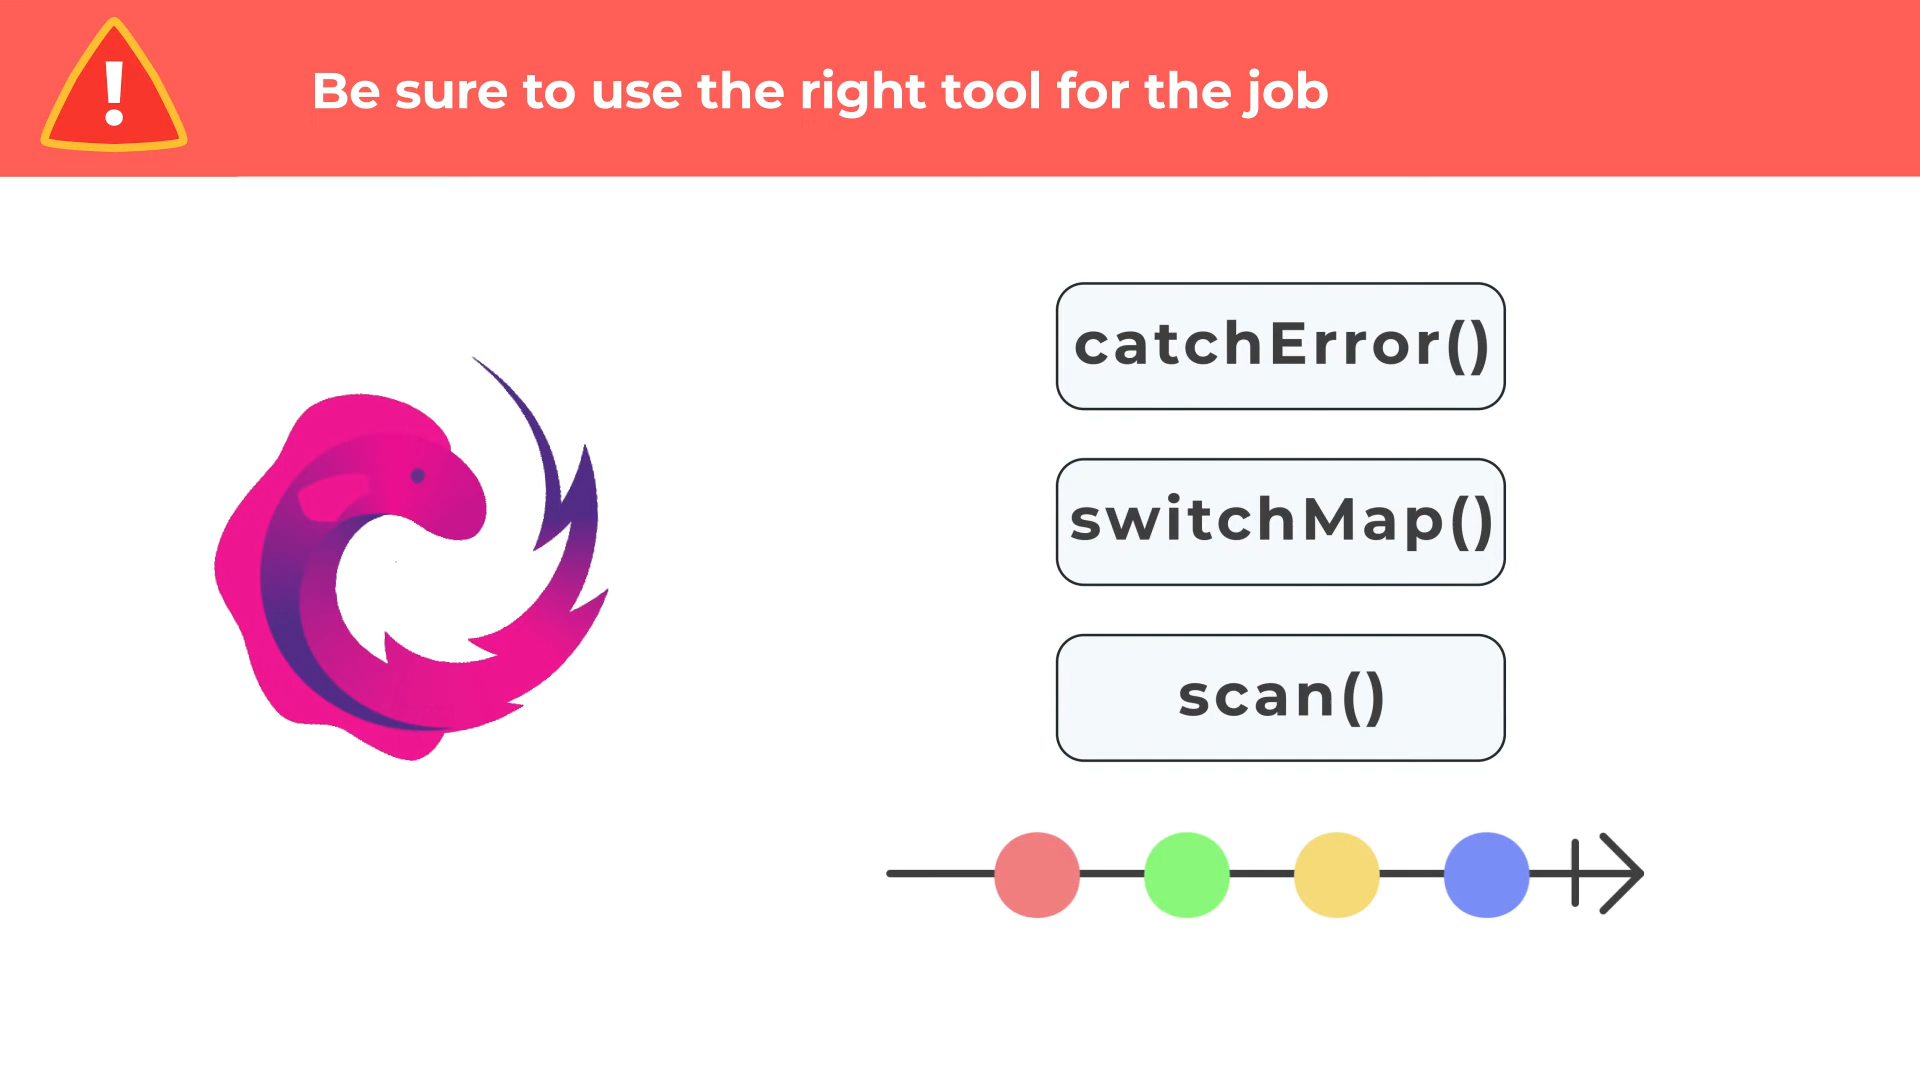 Be sure to use the right tool for the job
catchError()
switchMap()
scan()